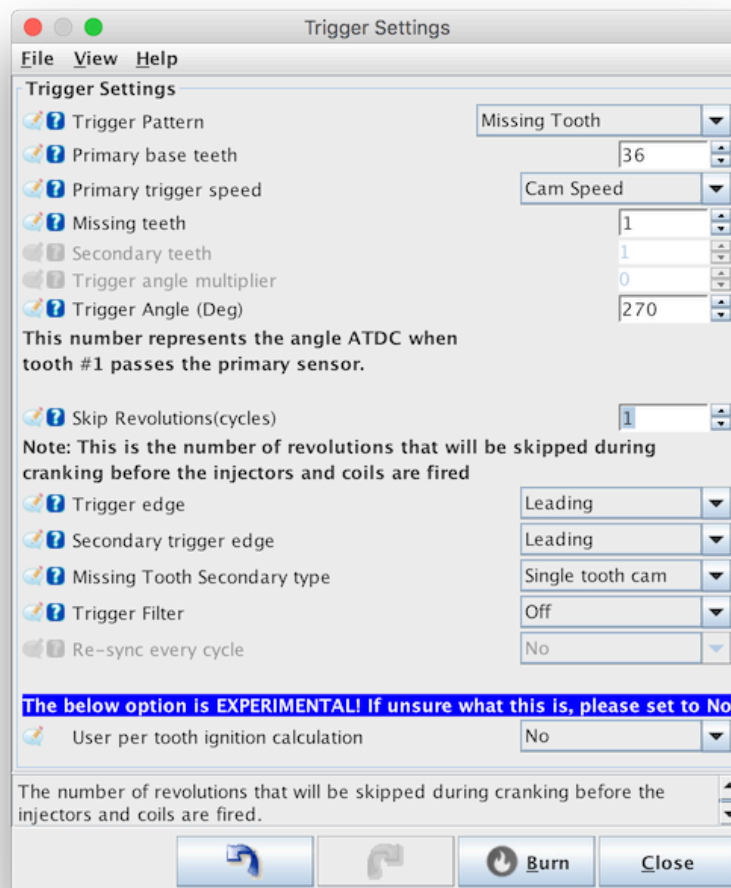 Trigger Settings
File View Help
Trigger Settings
Trigger Pattern Missing Tooth
Primary base teeth 36
Primary trigger speed Cam Speed
Missing teeth 1
Secondary teeth 1
Trigger angle multiplier 0
Trigger Angle (Deg) 270
This number represents the angle ATDC when
tooth #1 passes the primary sensor.
Skip Revolutions(cycles) 1
Note: This is the number of revolutions that will be skipped during
cranking before the injectors and coils are fired
Trigger edge Leading
Secondary trigger edge Leading
Missing Tooth Secondary type Single tooth cam
Trigger Filter Off
Re-sync every cycle No
The below option is EXPERIMENTAL! If unsure what this is, please set to No
User per tooth ignition calculation No
The number of revolutions that will be skipped during cranking before the
injectors and coils are fired.
Burn Close